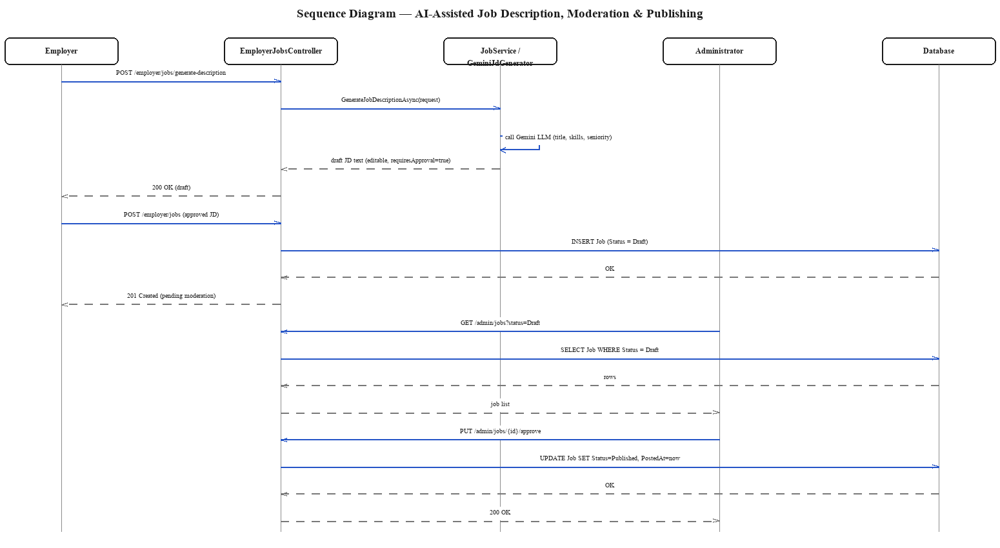 Sequence Diagram — AI-Assisted Job Description, Moderation & Publishing
Employer
EmployerJobsController
JobService /
GeminiJdGenerator
Administrator
Database
POST /employer/jobs/generate-description
GenerateJobDescriptionAsync(request)
call Gemini LLM (title, skills, seniority)
draft JD text (editable, requiresApproval=true)
200 OK (draft)
POST /employer/jobs (approved JD)
INSERT Job (Status = Draft)
OK
201 Created (pending moderation)
GET /admin/jobs?status=Draft
SELECT Job WHERE Status = Draft
rows
job list
PUT /admin/jobs/{id}/approve
UPDATE Job SET Status=Published, PostedAt=now
OK
200 OK